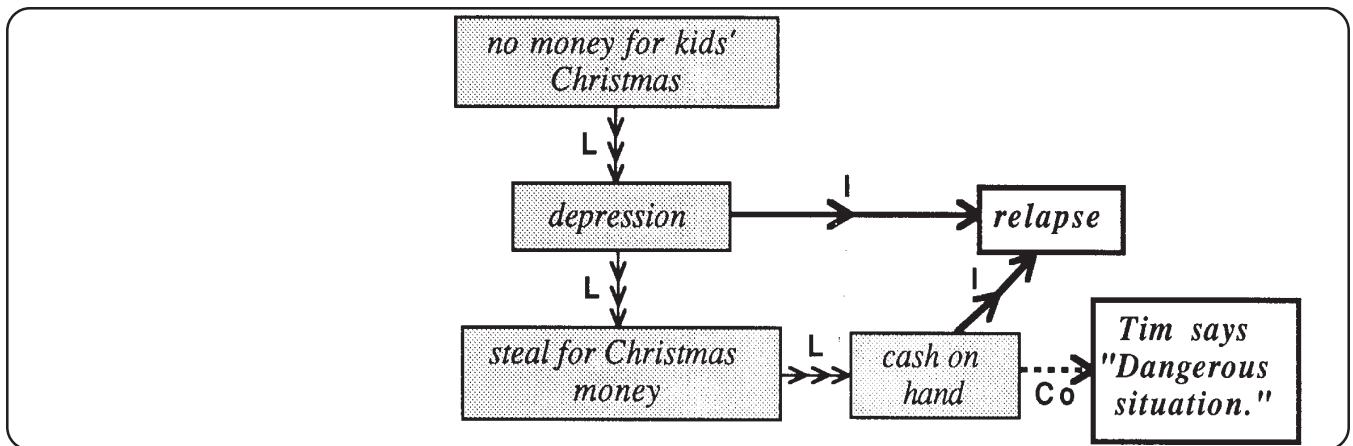 no money for kids'
Christmas
L
depression
I
relapse
L
steal for Christmas
money
L
cash on
hand
I
Co
Tim says
"Dangerous
situation."